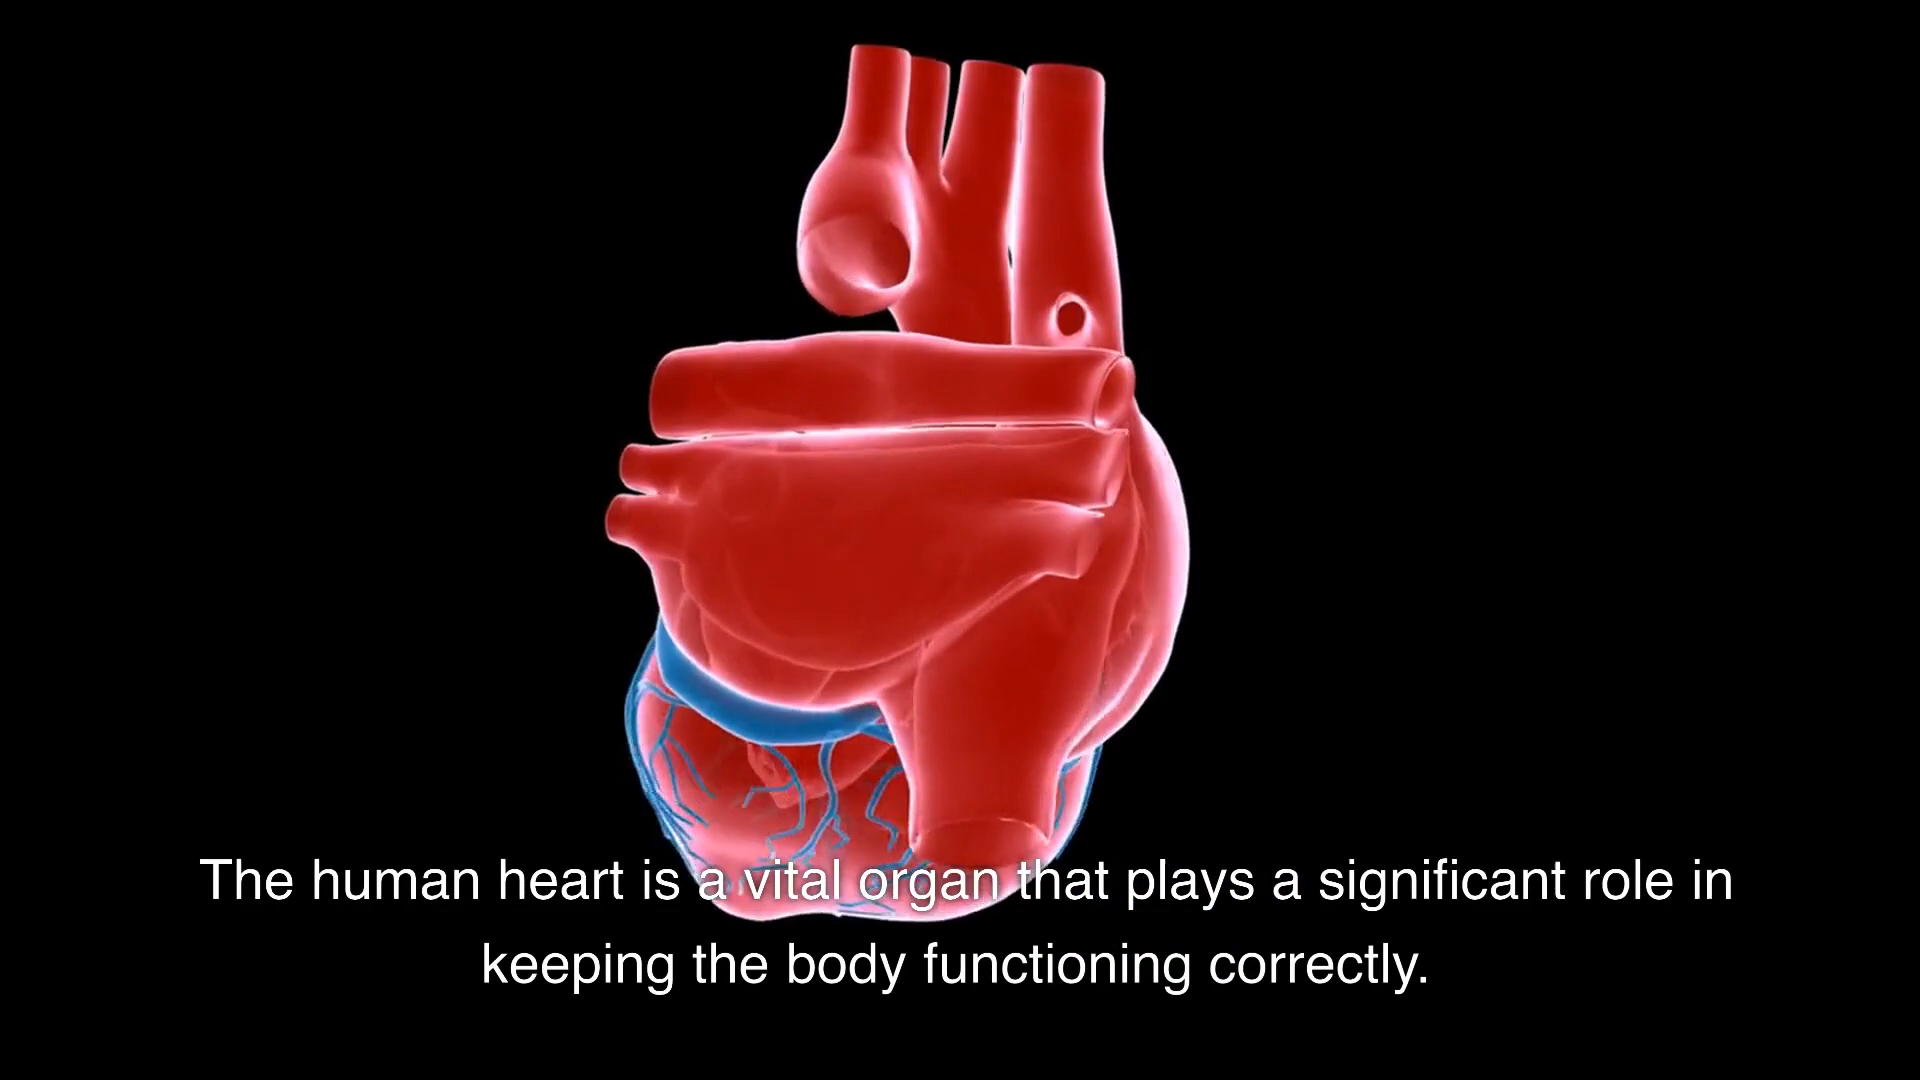 The human heart is a vital organ that plays a significant role in
keeping the body functioning correctly.